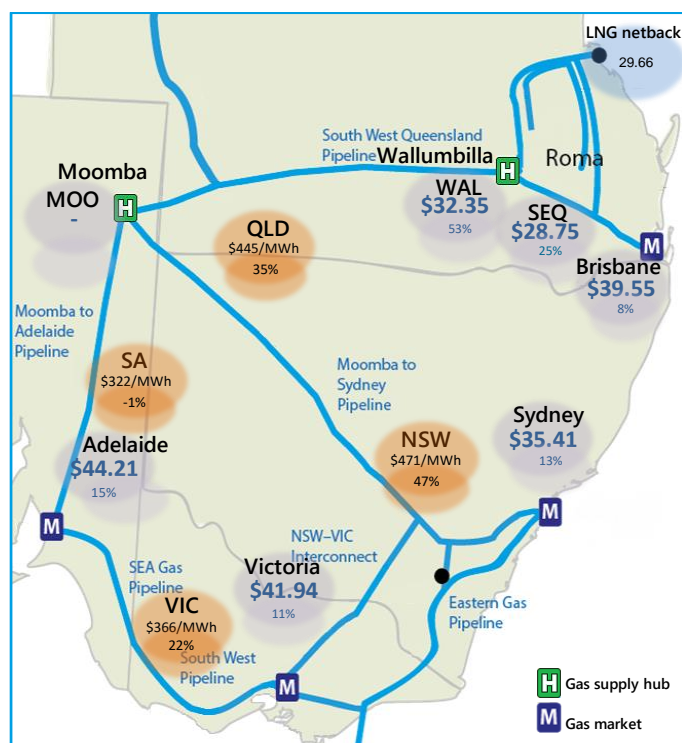 LNG netback
29.66
South West Queensland
Pipeline
Wallumbilla
Roma
Moomba
MOO
-
WAL
$32.35
53%
SEQ
$28.75
25%
QLD
$445/MWh
35%
Brisbane
$39.55
8%
M
H
H
Moomba to
Adelaide
Pipeline
SA
$322/MWh
-1%
Moomba to
Sydney
Pipeline
Adelaide
$44.21
15%
NSW
$471/MWh
47%
Sydney
$35.41
13%
M
M
NSW–VIC
Interconnect
SEA Gas
Pipeline
Victoria
$41.94
11%
VIC
$366/MWh
22%
Eastern Gas
Pipeline
South West
Pipeline
M
H Gas supply hub
M Gas market